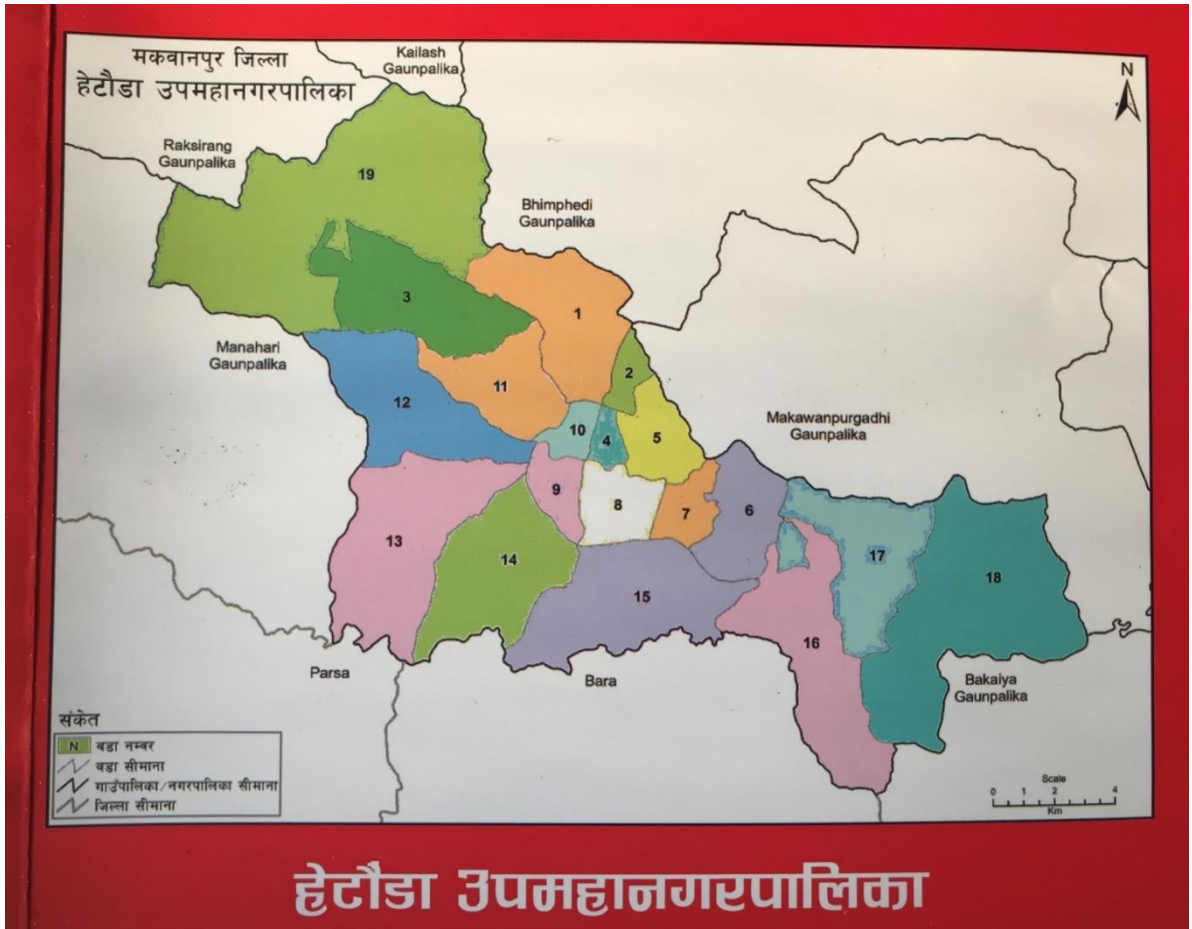 मकवानपुर जिल्ला
हेटौडा उपमहानगरपालिका
Kailash
Gaunpalika
N
Raksirang
Gaunpalika
19
Bhimphedi
Gaunpalika
3
1
Manahari
Gaunpalika
2
11
12
Makawanpurgadhi
Gaunpalika
10
4
5
9
8
7
6
13
14
17
18
15
16
Parsa
Bara
Bakaiya
Gaunpalika
संकेत
N वडा नम्बर
वडा सीमाना
गाउँपालिका/नगरपालिका सीमाना
जिल्ला सीमाना
Scale
0 1 2 4
Km
हेटौडा उपमहानगरपालिका